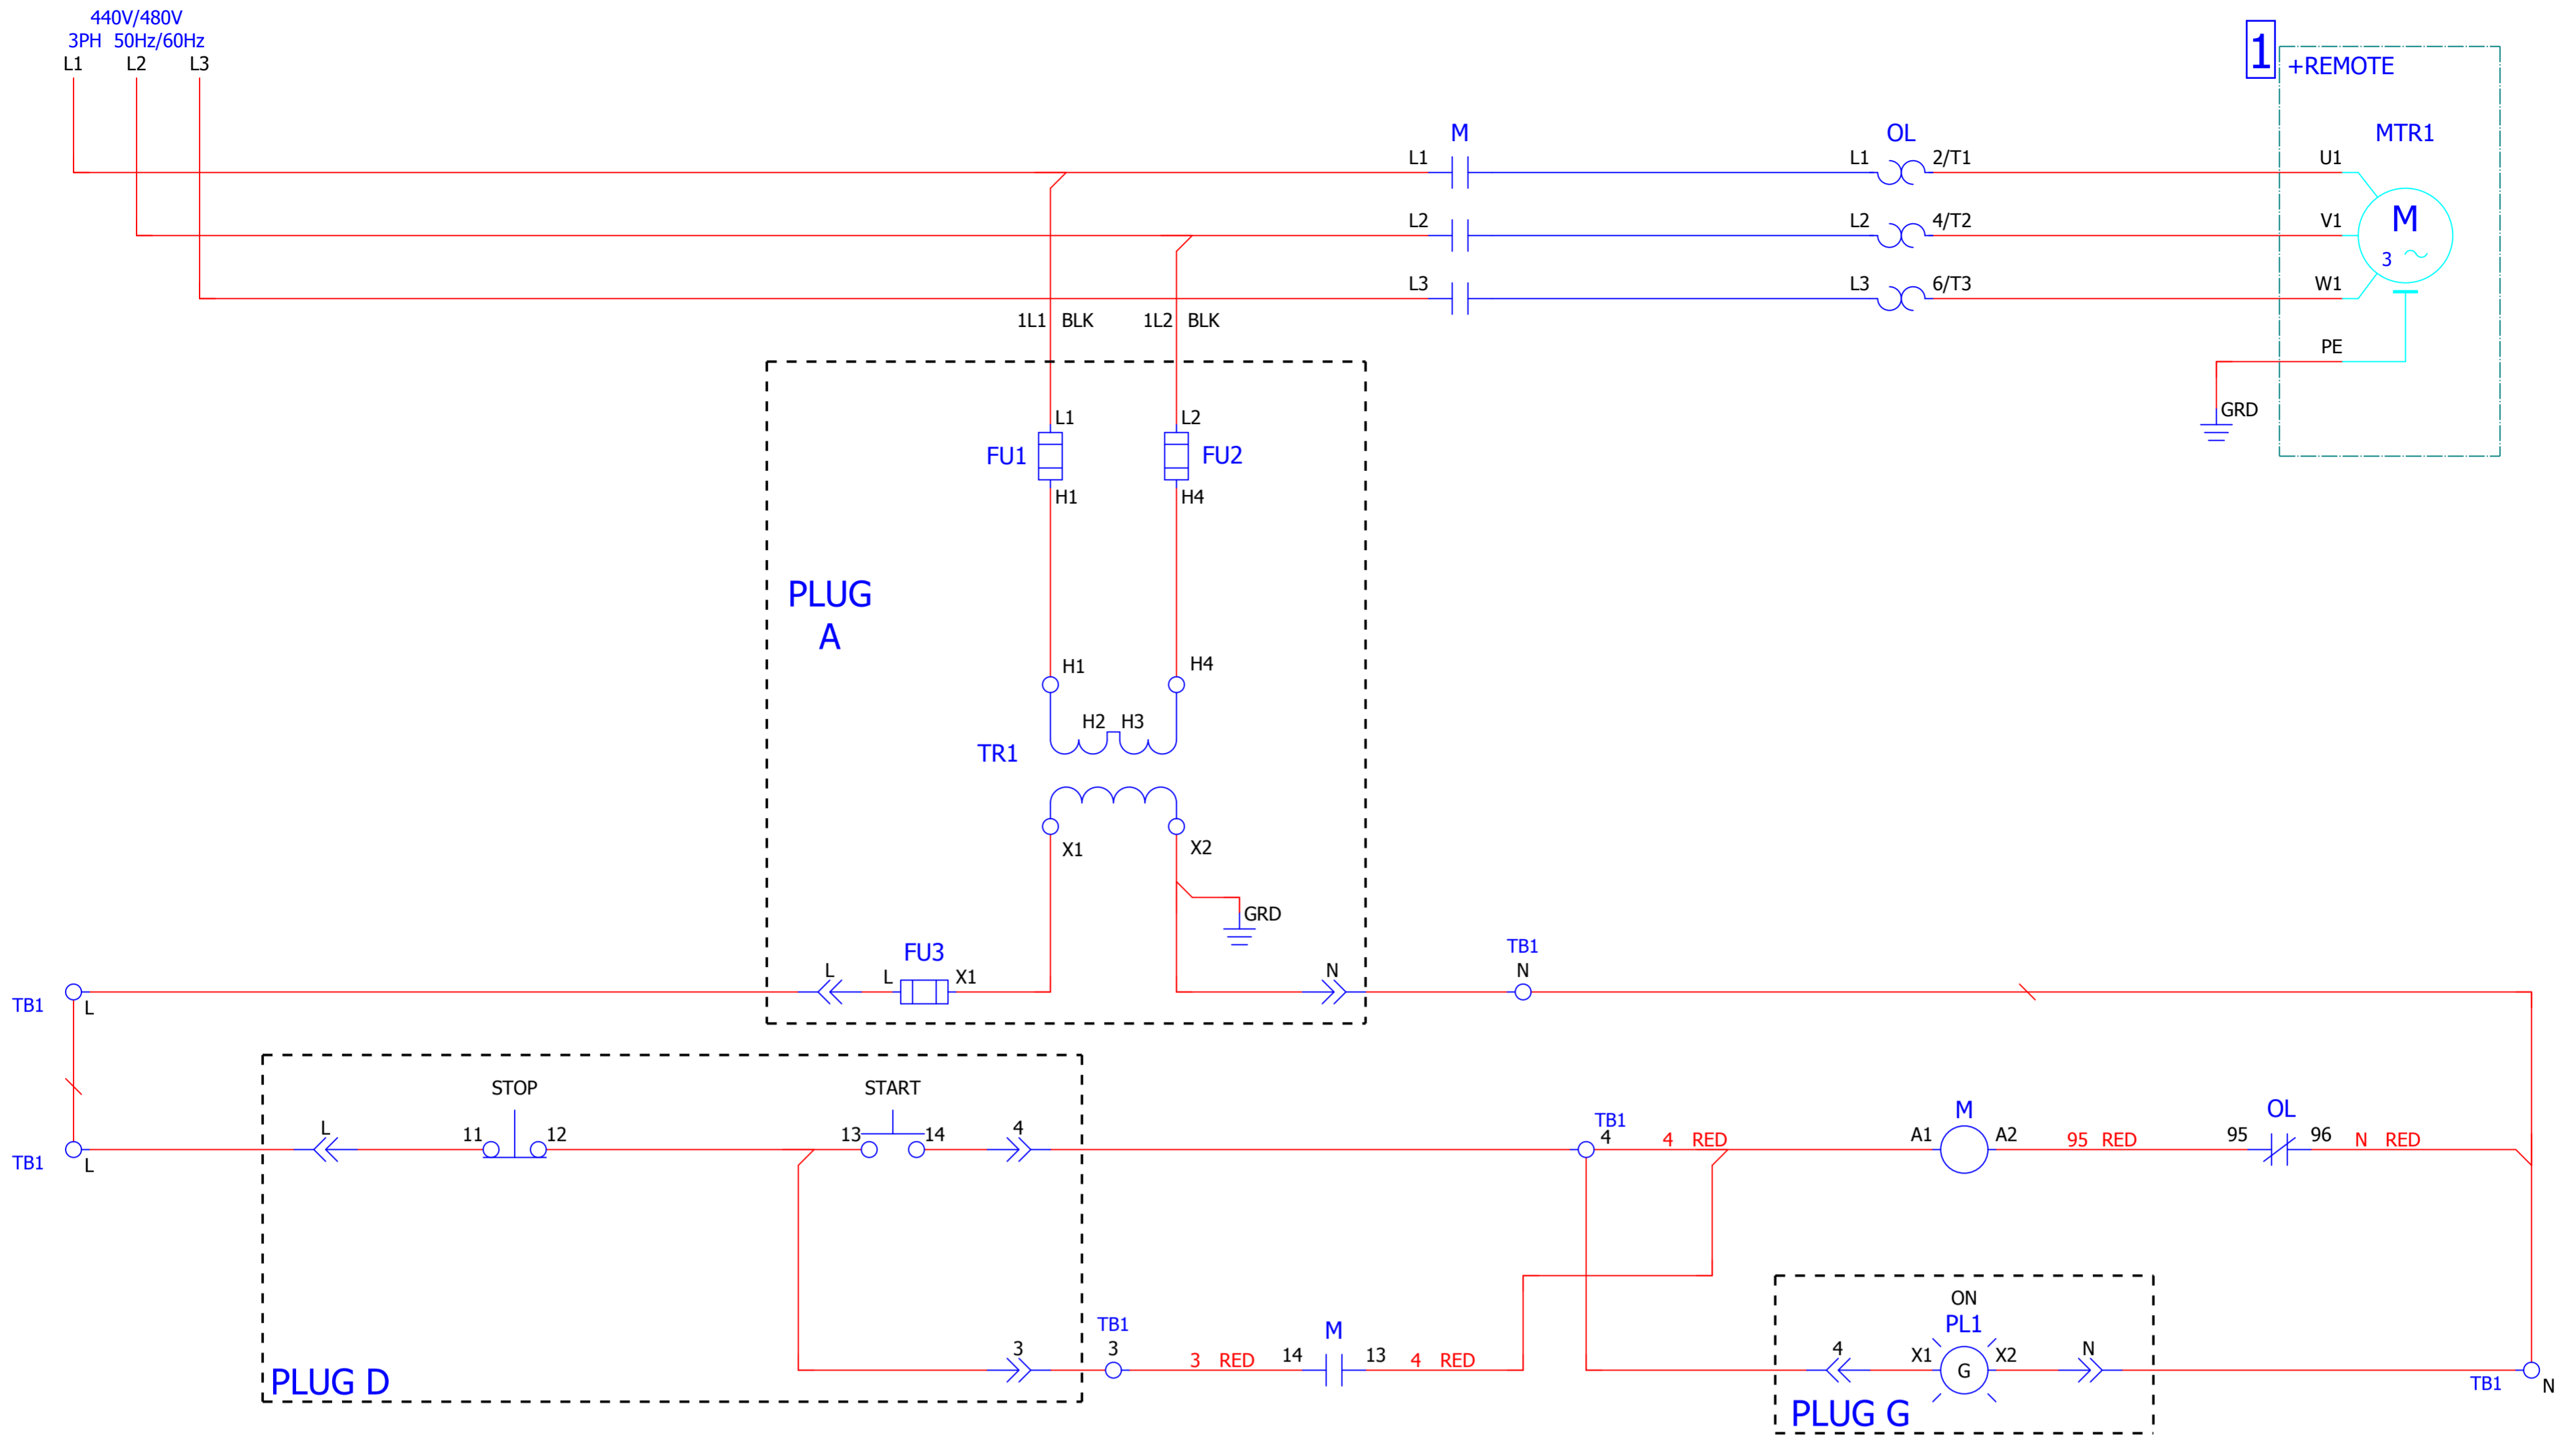 440V/480V
3PH 50Hz/60Hz
L1 L2 L3
1
+REMOTE
M OL MTR1
L1 L1 2/T1 U1
L2 L2 4/T2 V1
M
3
L3 L3 6/T3 W1
1L1 BLK 1L2 BLK
PE
GRD
L1 L2
FU1 FU2
H1 H4
PLUG
A
H1 H4
H2 H3
TR1
X1 X2
GRD
FU3
TB1
L L X1 N N
TB1
L
STOP START
L 11 12 13 14 4
TB1
L
TB1
4 4 RED
M
A1 A2
95 RED
OL
95 96
N RED
ON
PL1
TB1
3 3
3 RED
M
14 13
4 RED
4 X1 G X2 N
TB1
N
PLUG D
PLUG G